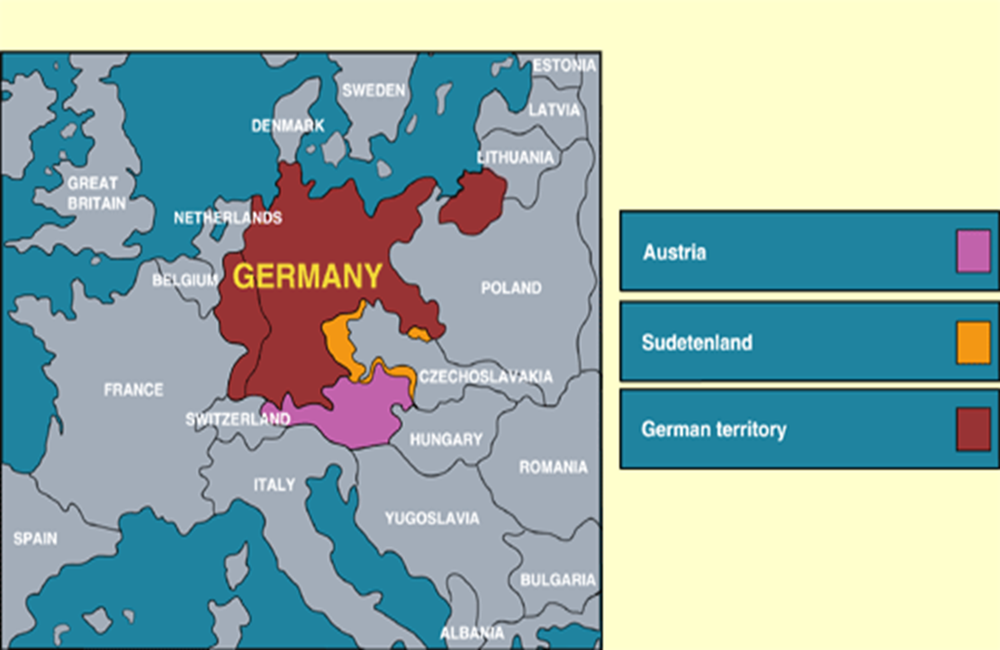 ESTONIA
SWEDEN
LATVIA
DENMARK
LITHUANIA
GREAT
BRITAIN
NETHERLANDS
GERMANY
BELGIUM
POLAND
CZECHOSLAVAKIA
FRANCE
SWITZERLAND
HUNGARY
ROMANIA
ITALY
YUGOSLAVIA
SPAIN
BULGARIA
ALBANIA
Austria
Sudetenland
German territory